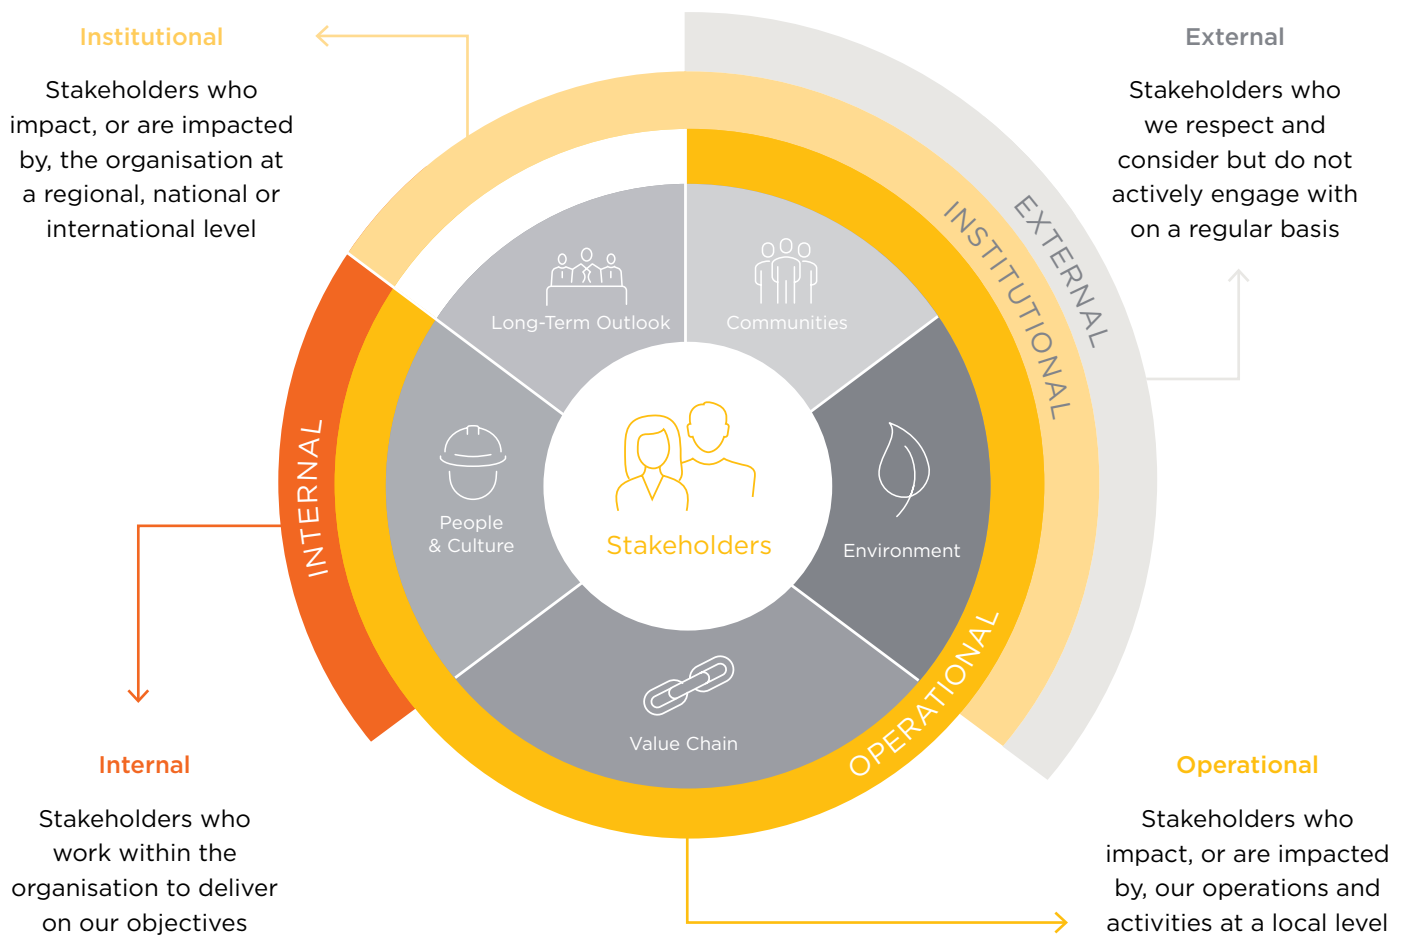 Institutional
Stakeholders who
impact, or are impacted
by, the organisation at
a regional, national or
international level
External
Stakeholders who
we respect and
consider but do not
actively engage with
on a regular basis
EXTERNAL
INSTITUTIONAL
Long-Term Outlook
Communities
INTERNAL
People
& Culture
Stakeholders
Environment
Value Chain
OPERATIONAL
Internal
Stakeholders who
work within the
organisation to deliver
on our objectives
Operational
Stakeholders who
impact, or are impacted
by, our operations and
activities at a local level